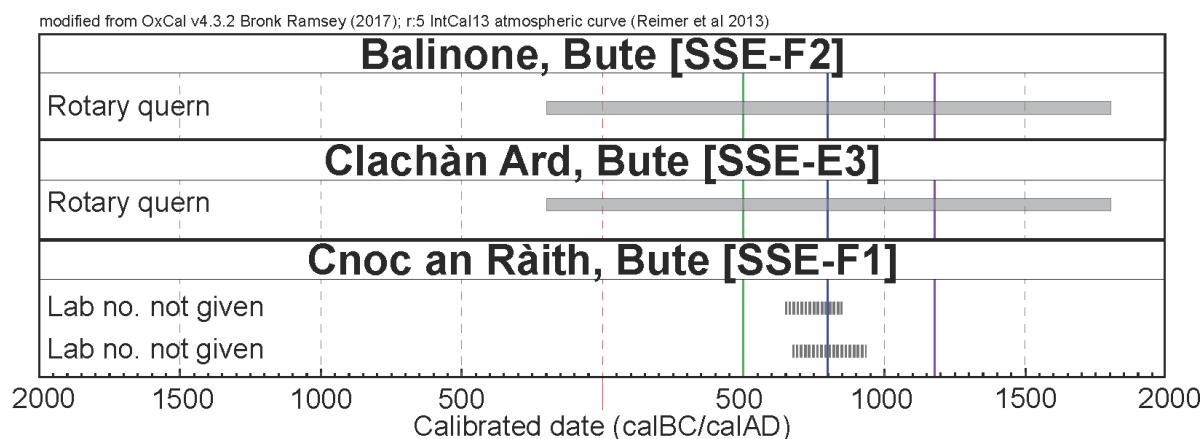 modified from OxCal v4.3.2 Bronk Ramsey (2017); r:5 IntCal13 atmospheric curve (Reimer et al 2013)
Balinone, Bute [SSE-F2]
Rotary quern
Clachàn Ard, Bute [SSE-E3]
Rotary quern
Cnoc an Ràith, Bute [SSE-F1]
Lab no. not given
Lab no. not given
2000 1500 1000 500 500 1000 1500 2000
Calibrated date (calBC/calAD)